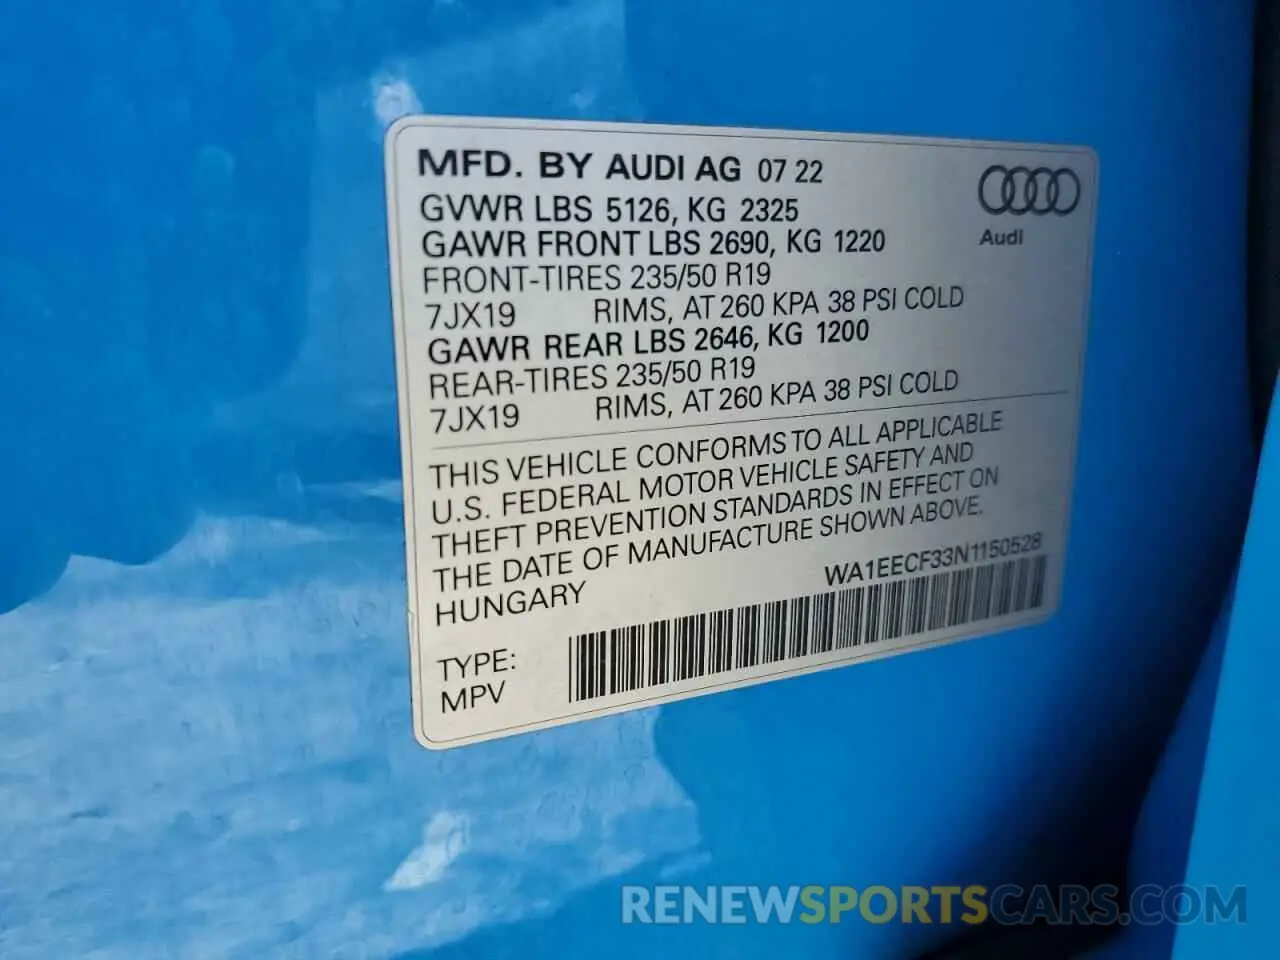 MFD. BY AUDI AG 07 22
GVWR LBS 5126, KG 2325
GAWR FRONT LBS 2690, KG 1220
FRONT-TIRES 235/50 R19
7JX19 RIMS, AT 260 KPA 38 PSI COLD
GAWR REAR LBS 2646, KG 1200
REAR-TIRES 235/50 R19
7JX19 RIMS, AT 260 KPA 38 PSI COLD
Audi
THIS VEHICLE CONFORMS TO ALL APPLICABLE
U.S. FEDERAL MOTOR VEHICLE SAFETY AND
THEFT PREVENTION STANDARDS IN EFFECT ON
THE DATE OF MANUFACTURE SHOWN ABOVE.
HUNGARY
WA1EECF33N1150528
TYPE:
MPV
RENEWSPORTSCARS.COM